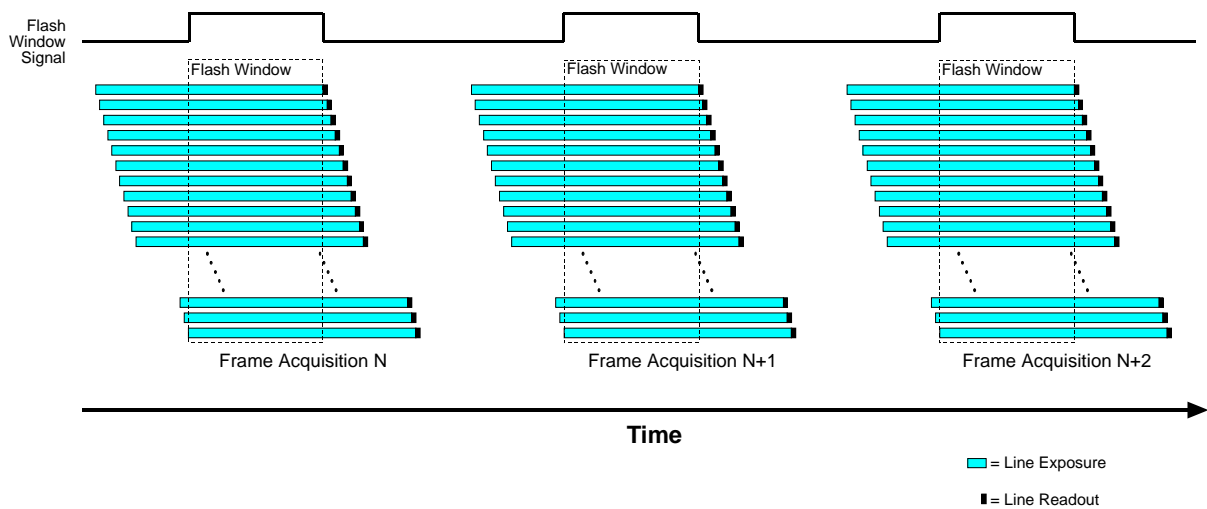 Flash
Window
Signal
Flash Window
Flash Window
Flash Window
Frame Acquisition N
Frame Acquisition N+1
Frame Acquisition N+2
Time
= Line Exposure
= Line Readout